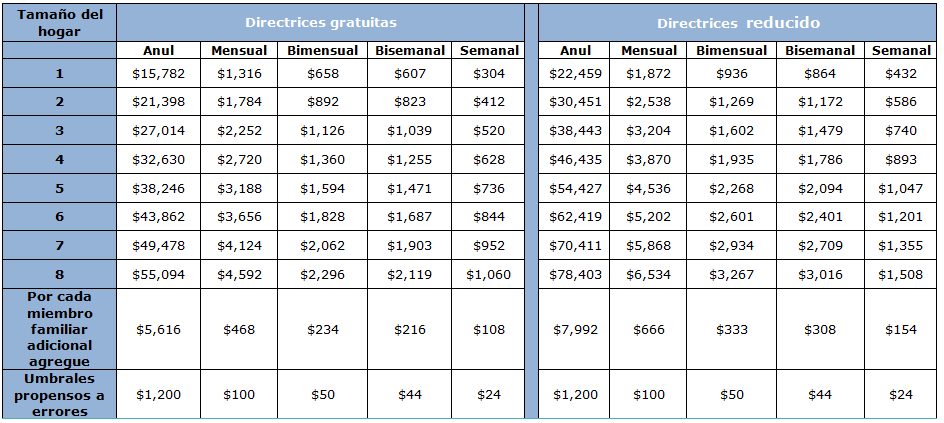 Tamaño del hogar Directrices gratuitas Directrices reducido
Anul Mensual Bimensual Bisemanal Semanal Anul Mensual Bimensual Bisemanal Semanal
1 $15,782 $1,316 $658 $607 $304 $22,459 $1,872 $936 $864 $432
2 $21,398 $1,784 $892 $823 $412 $30,451 $2,538 $1,269 $1,172 $586
3 $27,014 $2,252 $1,126 $1,039 $520 $38,443 $3,204 $1,602 $1,479 $740
4 $32,630 $2,720 $1,360 $1,255 $628 $46,435 $3,870 $1,935 $1,786 $893
5 $38,246 $3,188 $1,594 $1,471 $736 $54,427 $4,536 $2,268 $2,094 $1,047
6 $43,862 $3,656 $1,828 $1,687 $844 $62,419 $5,202 $2,601 $2,401 $1,201
7 $49,478 $4,124 $2,062 $1,903 $952 $70,411 $5,868 $2,934 $2,709 $1,355
8 $55,094 $4,592 $2,296 $2,119 $1,060 $78,403 $6,534 $3,267 $3,016 $1,508
Por cada miembro familiar adicional agregue $5,616 $468 $234 $216 $108 $7,992 $666 $333 $308 $154
Umbrales propensos a errores $1,200 $100 $50 $44 $24 $1,200 $100 $50 $44 $24